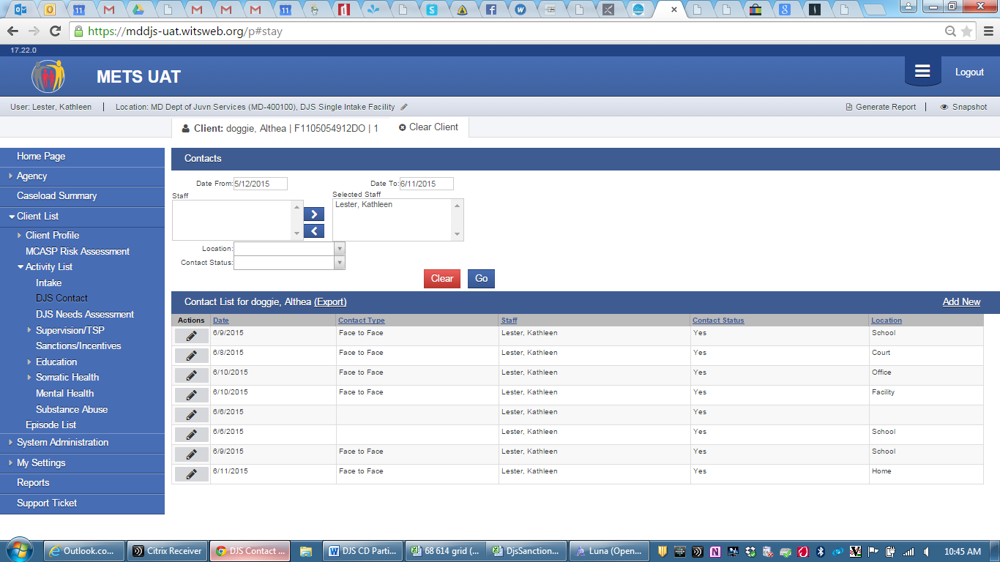 https://mddjs-uat.witsweb.org/p#stay
17.22.0
METS UAT
Logout
User: Lester, Kathleen | Location: MD Dept of Juvn Services (MD-400100), DJS Single Intake Facility
Generate Report | Snapshot
Client: doggie, Althea | F1105054912DO | 1 Clear Client
Home Page
Agency
Caseload Summary
Client List
Client Profile
MCASP Risk Assessment
Activity List
Intake
DJS Contact
DJS Needs Assessment
Supervision/TSP
Sanctions/Incentives
Education
Somatic Health
Mental Health
Substance Abuse
Episode List
System Administration
My Settings
Reports
Support Ticket
Contacts
Date From: 5/12/2015 Date To: 6/11/2015
Staff Selected Staff
Lester, Kathleen
Location:
Contact Status:
Clear Go
Contact List for doggie, Althea (Export) Add New
Actions Date Contact Type Staff Contact Status Location
6/9/2015 Face to Face Lester, Kathleen Yes School
6/8/2015 Face to Face Lester, Kathleen Yes Court
6/10/2015 Face to Face Lester, Kathleen Yes Office
6/10/2015 Face to Face Lester, Kathleen Yes Facility
6/6/2015 Lester, Kathleen Yes
6/6/2015 Lester, Kathleen Yes School
6/9/2015 Face to Face Lester, Kathleen Yes School
6/11/2015 Face to Face Lester, Kathleen Yes Home
Outlook.co... Citrix Receiver DJS Contact ... DJS CD Parti... 68 614 grid (... DjsSanction... Luna (Open... 10:45 AM